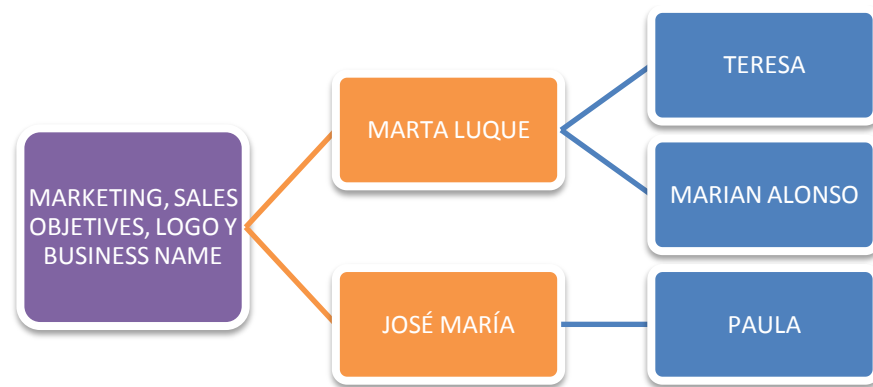 MARKETING, SALES
OBJETIVES, LOGO Y
BUSINESS NAME
MARTA LUQUE
TERESA
MARIAN ALONSO
JOSÉ MARÍA
PAULA